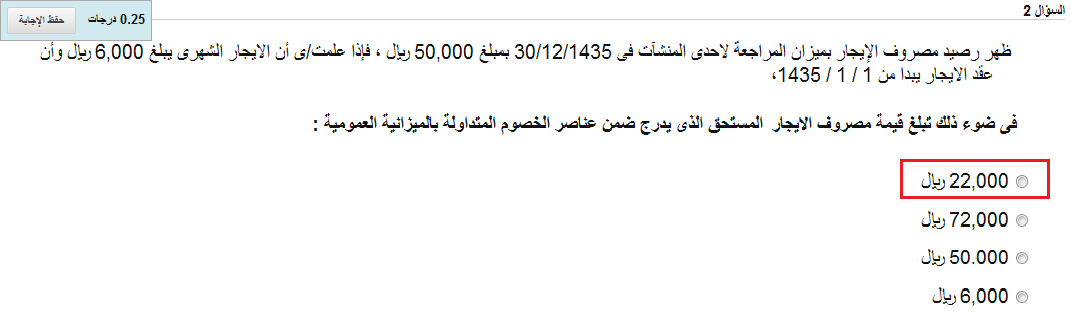 السؤال 2
0.25 درجات
حفظ الإجابة
ظهر رصيد مصروف الإيجار بميزان المراجعة لاحدى المنشآت فى 30/12/1435 بمبلغ 50,000 ريال ، فإذا علمت/ى أن الايجار الشهرى يبلغ 6,000 ريال وأن
عقد الايجار يبدا من 1 / 1 / 1435،
فى ضوء ذلك تبلغ قيمة مصروف الايجار المستحق الذى يدرج ضمن عناصر الخصوم المتداولة بالميزانية العمومية :
22,000 ريال
72,000 ريال
50.000 ريال
6,000 ريال